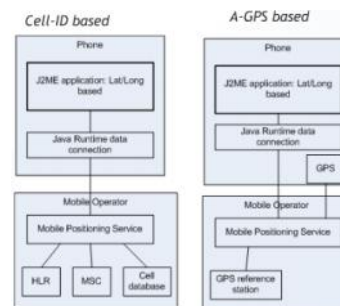 Cell-ID based
Phone
J2ME application: Lat/Long
based
Java Runtime data
connection
Mobile Operator
Mobile Positioning Service
HLR
MSC
Cell
database
A-GPS based
Phone
J2ME application: Lat/Long
based
Java Runtime data
connection
GPS
Mobile Operator
Mobile Positioning Service
GPS reference
station